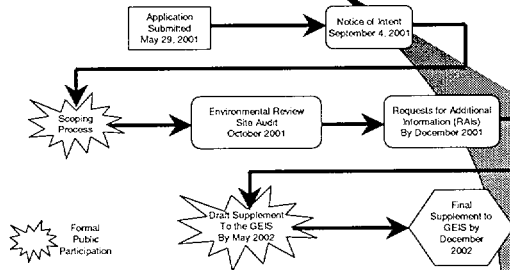 Application
Submitted
May 29, 2001
Notice of Intent
September 4, 2001
Scoping
Process
Environmental Review
Site Audit
October 2001
Requests for Additional
Information (RAIs)
By December 2001
Draft Supplement
To the GEIS
By May 2002
Final
Supplement to
GEIS by
December
2002
Formal
Public
Participation